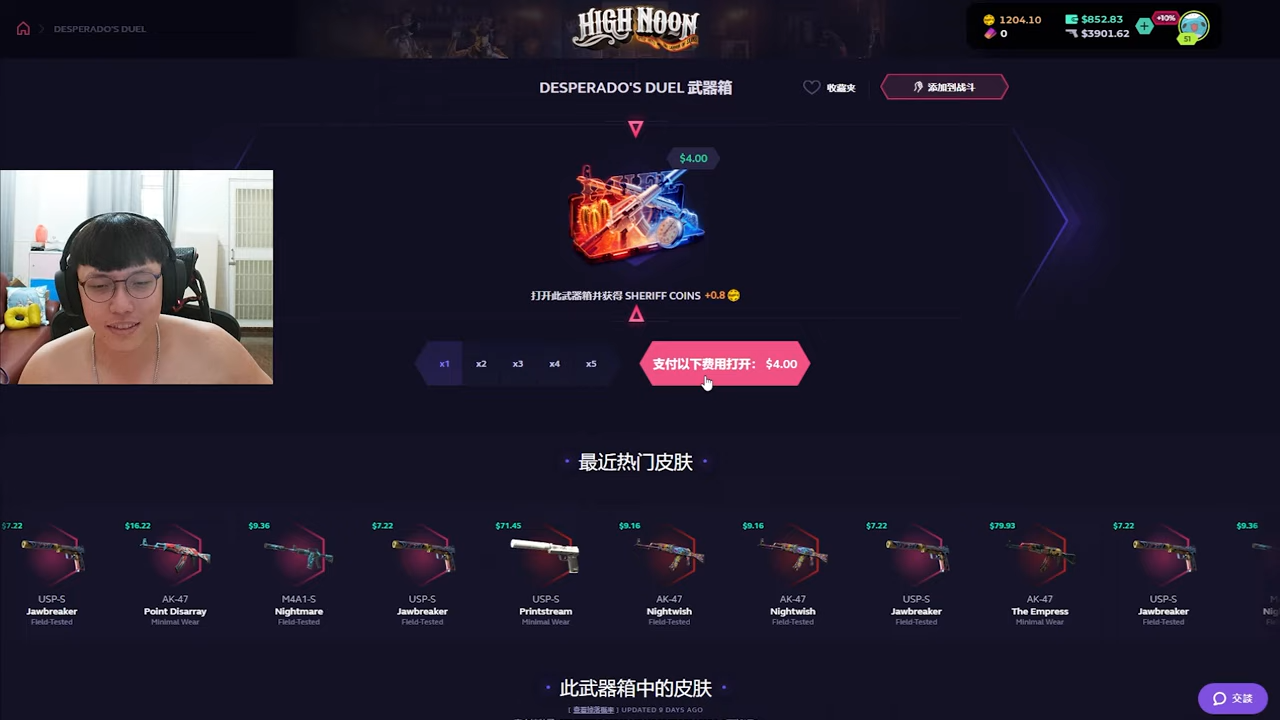 DESPERADO'S DUEL
HIGH NOON
1204.10
0
$852.83
$3901.62
+10%
51
DESPERADO'S DUEL 武器箱
收藏夹
添加到战斗
$4.00
打开此武器箱并获得 SHERIFF COINS +0.8
x1 x2 x3 x4 x5
支付以下费用打开： $4.00
最近热门皮肤
$7.22 $16.22 $9.36 $7.22 $71.45 $9.16 $9.16 $7.22 $79.93 $7.22 $9.36
USP-S AK-47 M4A1-S USP-S USP-S AK-47 AK-47 USP-S AK-47 USP-S
Jawbreaker Point Disarray Nightmare Jawbreaker Printstream Nightwish Nightwish Jawbreaker The Empress Jawbreaker
Field-Tested Minimal Wear Field-Tested Field-Tested Minimal Wear Field-Tested Field-Tested Field-Tested Minimal Wear Field-Tested
此武器箱中的皮肤
[ 查看掉落概率 ] UPDATED 9 DAYS AGO
交談